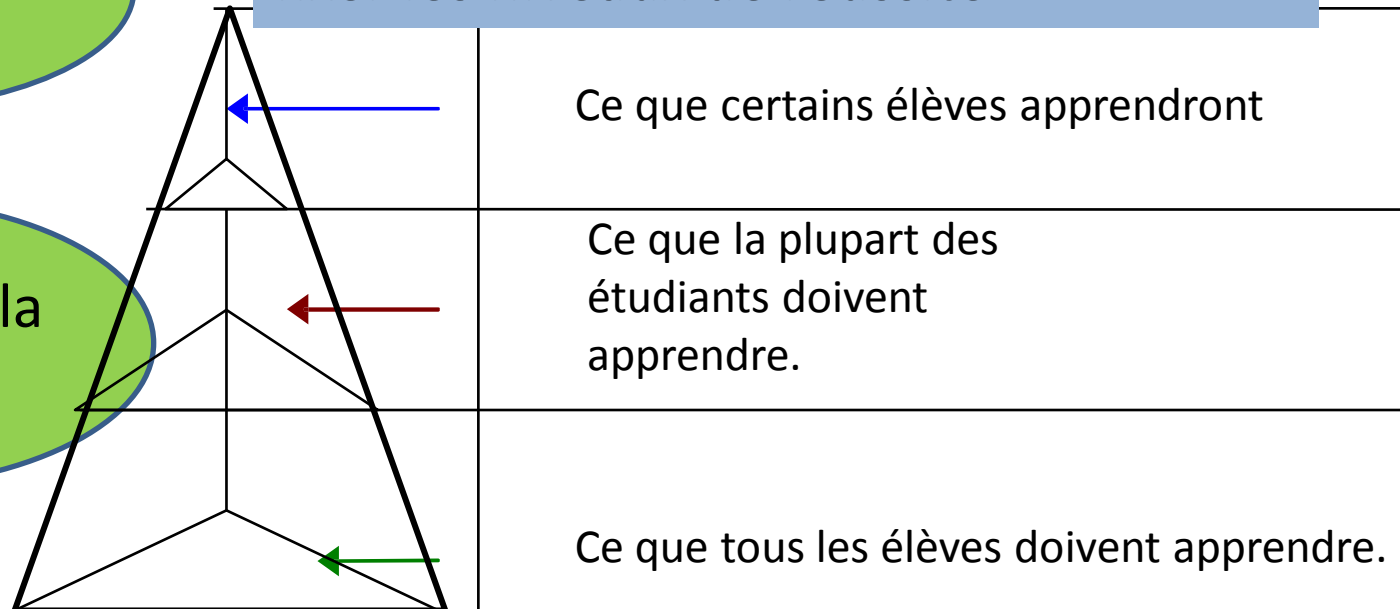 Ce que certains élèves apprendront
Ce que la plupart des
étudiants doivent
apprendre.
la
Ce que tous les élèves doivent apprendre.